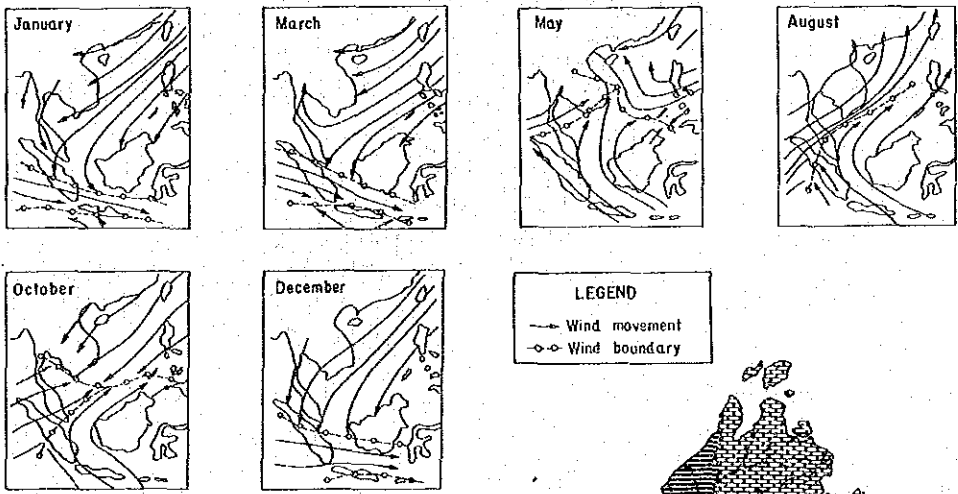 January
March
May
August
October
December
LEGEND
Wind movement
Wind boundary